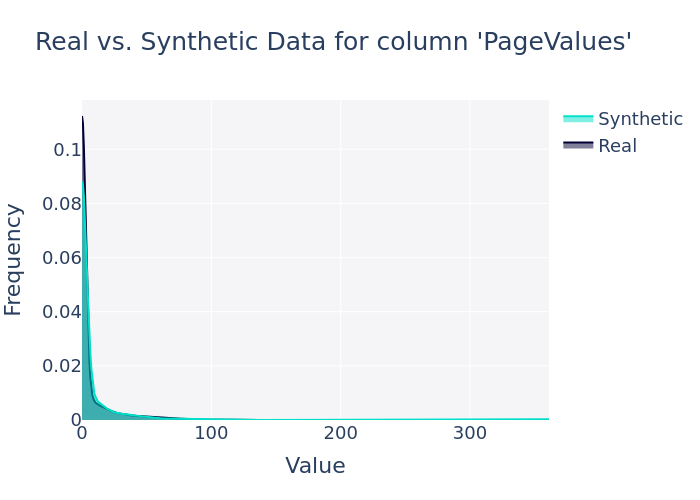 Real vs. Synthetic Data for column 'PageValues'
Synthetic
Real
0.1
0.08
0.06
0.04
0.02
0
0 100 200 300
Frequency
Value